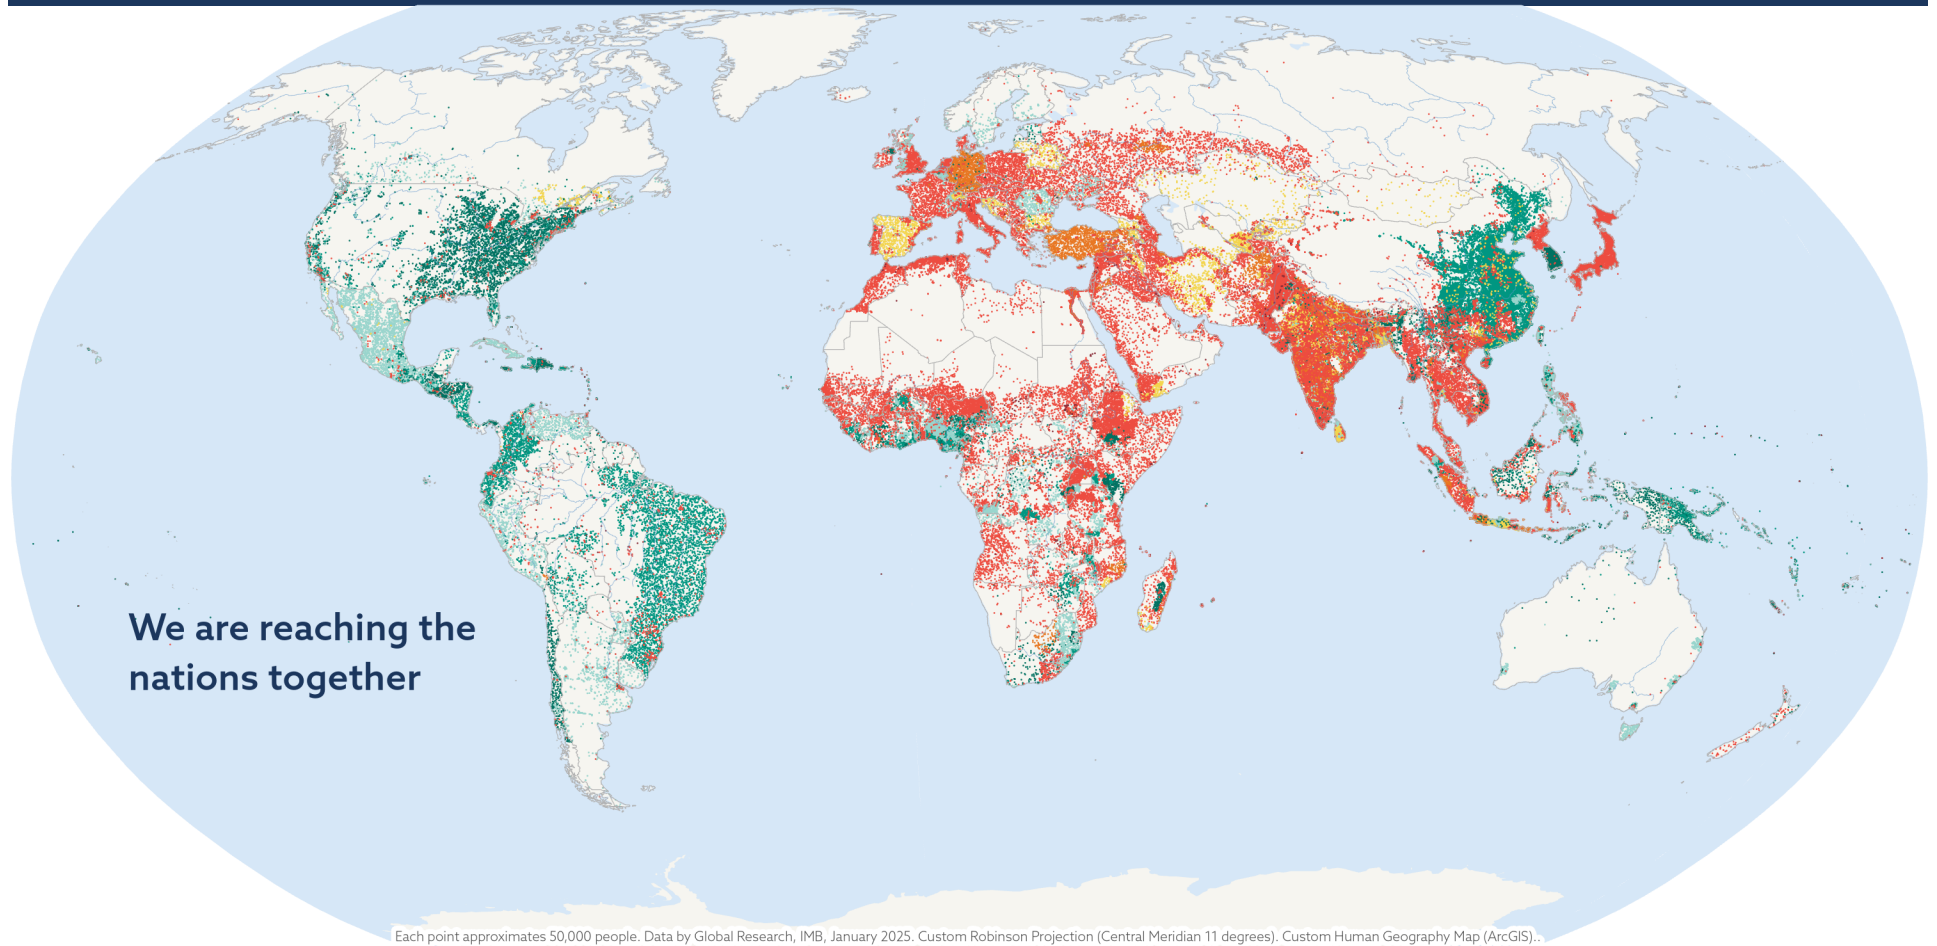 We are reaching the
nations together
Each point approximates 50,000 people. Data by Global Research, IMB, January 2025. Custom Robinson Projection (Central Meridian 11 degrees). Custom Human Geography Map (ArcGIS)..